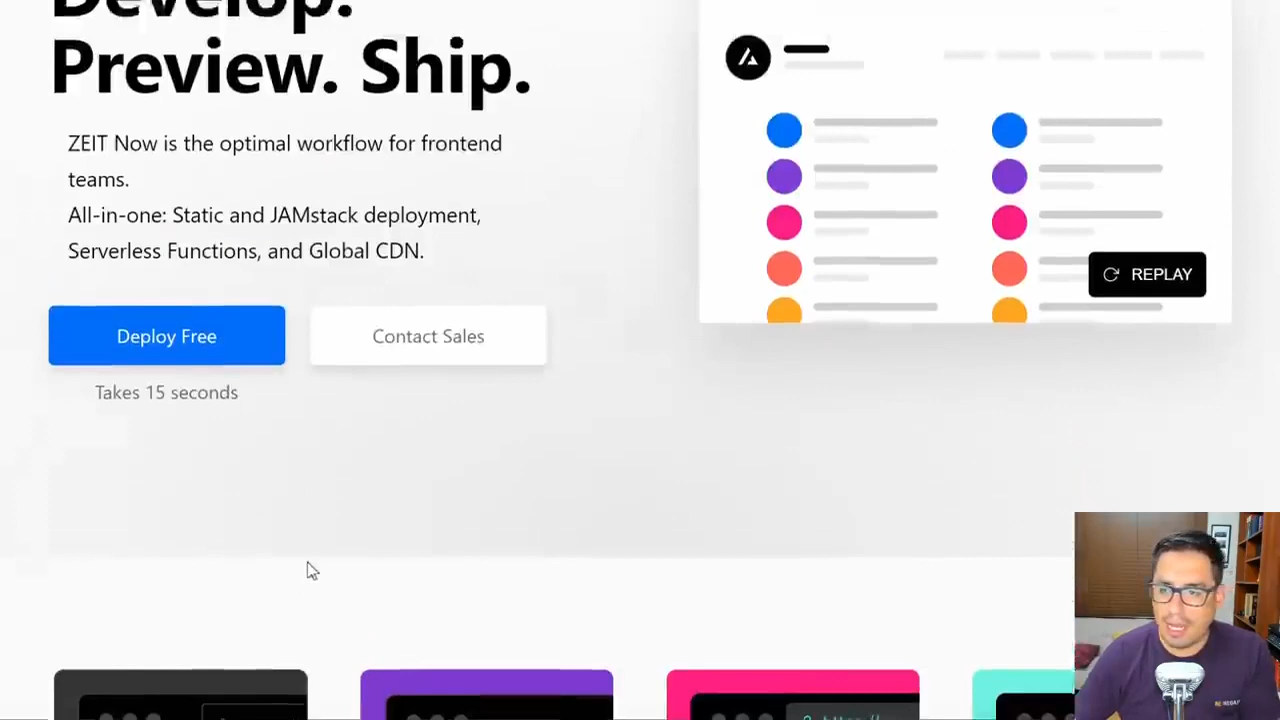 Develop.
Preview. Ship.
ZEIT Now is the optimal workflow for frontend
teams.
All-in-one: Static and JAMstack deployment,
Serverless Functions, and Global CDN.
REPLAY
Deploy Free
Contact Sales
Takes 15 seconds